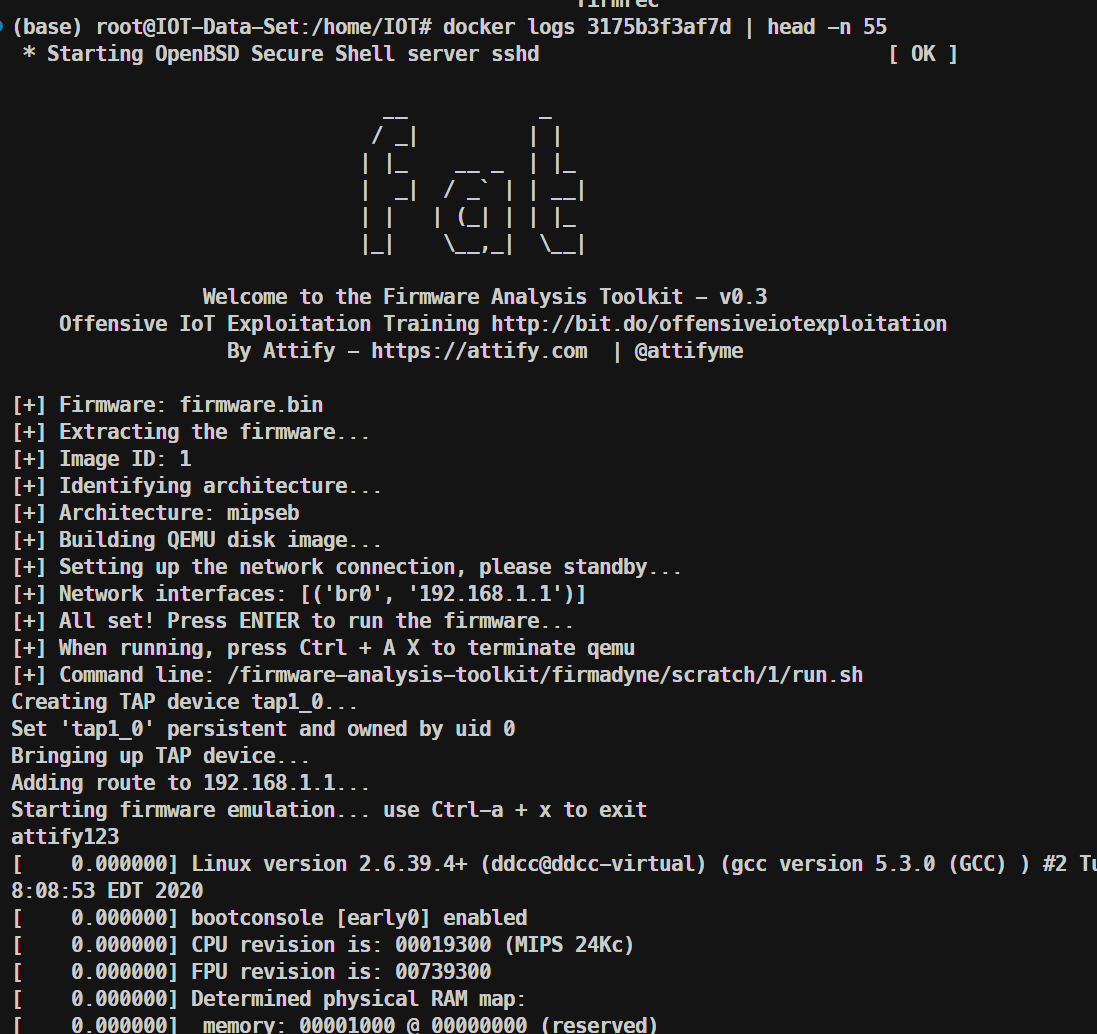 (base) root@IOT-Data-Set:/home/IOT# docker logs 3175b3f3af7d | head -n 55
 * Starting OpenBSD Secure Shell server sshd                             [ OK ]
                               __           _
                              / _|         | |
                             | |_    __ _  | |_
                             |  _|  / _` | | __|
                             | |   | (_| | | |_
                             |_|    \__,_|  \__|
Welcome to the Firmware Analysis Toolkit - v0.3
Offensive IoT Exploitation Training http://bit.do/offensiveiotexploitation
By Attify - https://attify.com  | @attifyme
[+] Firmware: firmware.bin
[+] Extracting the firmware...
[+] Image ID: 1
[+] Identifying architecture...
[+] Architecture: mipseb
[+] Building QEMU disk image...
[+] Setting up the network connection, please standby...
[+] Network interfaces: [('br0', '192.168.1.1')]
[+] All set! Press ENTER to run the firmware...
[+] When running, press Ctrl + A X to terminate qemu
[+] Command line: /firmware-analysis-toolkit/firmadyne/scratch/1/run.sh
Creating TAP device tap1_0...
Set 'tap1_0' persistent and owned by uid 0
Bringing up TAP device...
Adding route to 192.168.1.1...
Starting firmware emulation... use Ctrl-a + x to exit
attify123
[    0.000000] Linux version 2.6.39.4+ (ddcc@ddcc-virtual) (gcc version 5.3.0 (GCC) ) #2
8:08:53 EDT 2020
[    0.000000] bootconsole [early0] enabled
[    0.000000] CPU revision is: 00019300 (MIPS 24Kc)
[    0.000000] FPU revision is: 00739300
[    0.000000] Determined physical RAM map:
[    0.000000]  memory: 00001000 @ 00000000 (reserved)